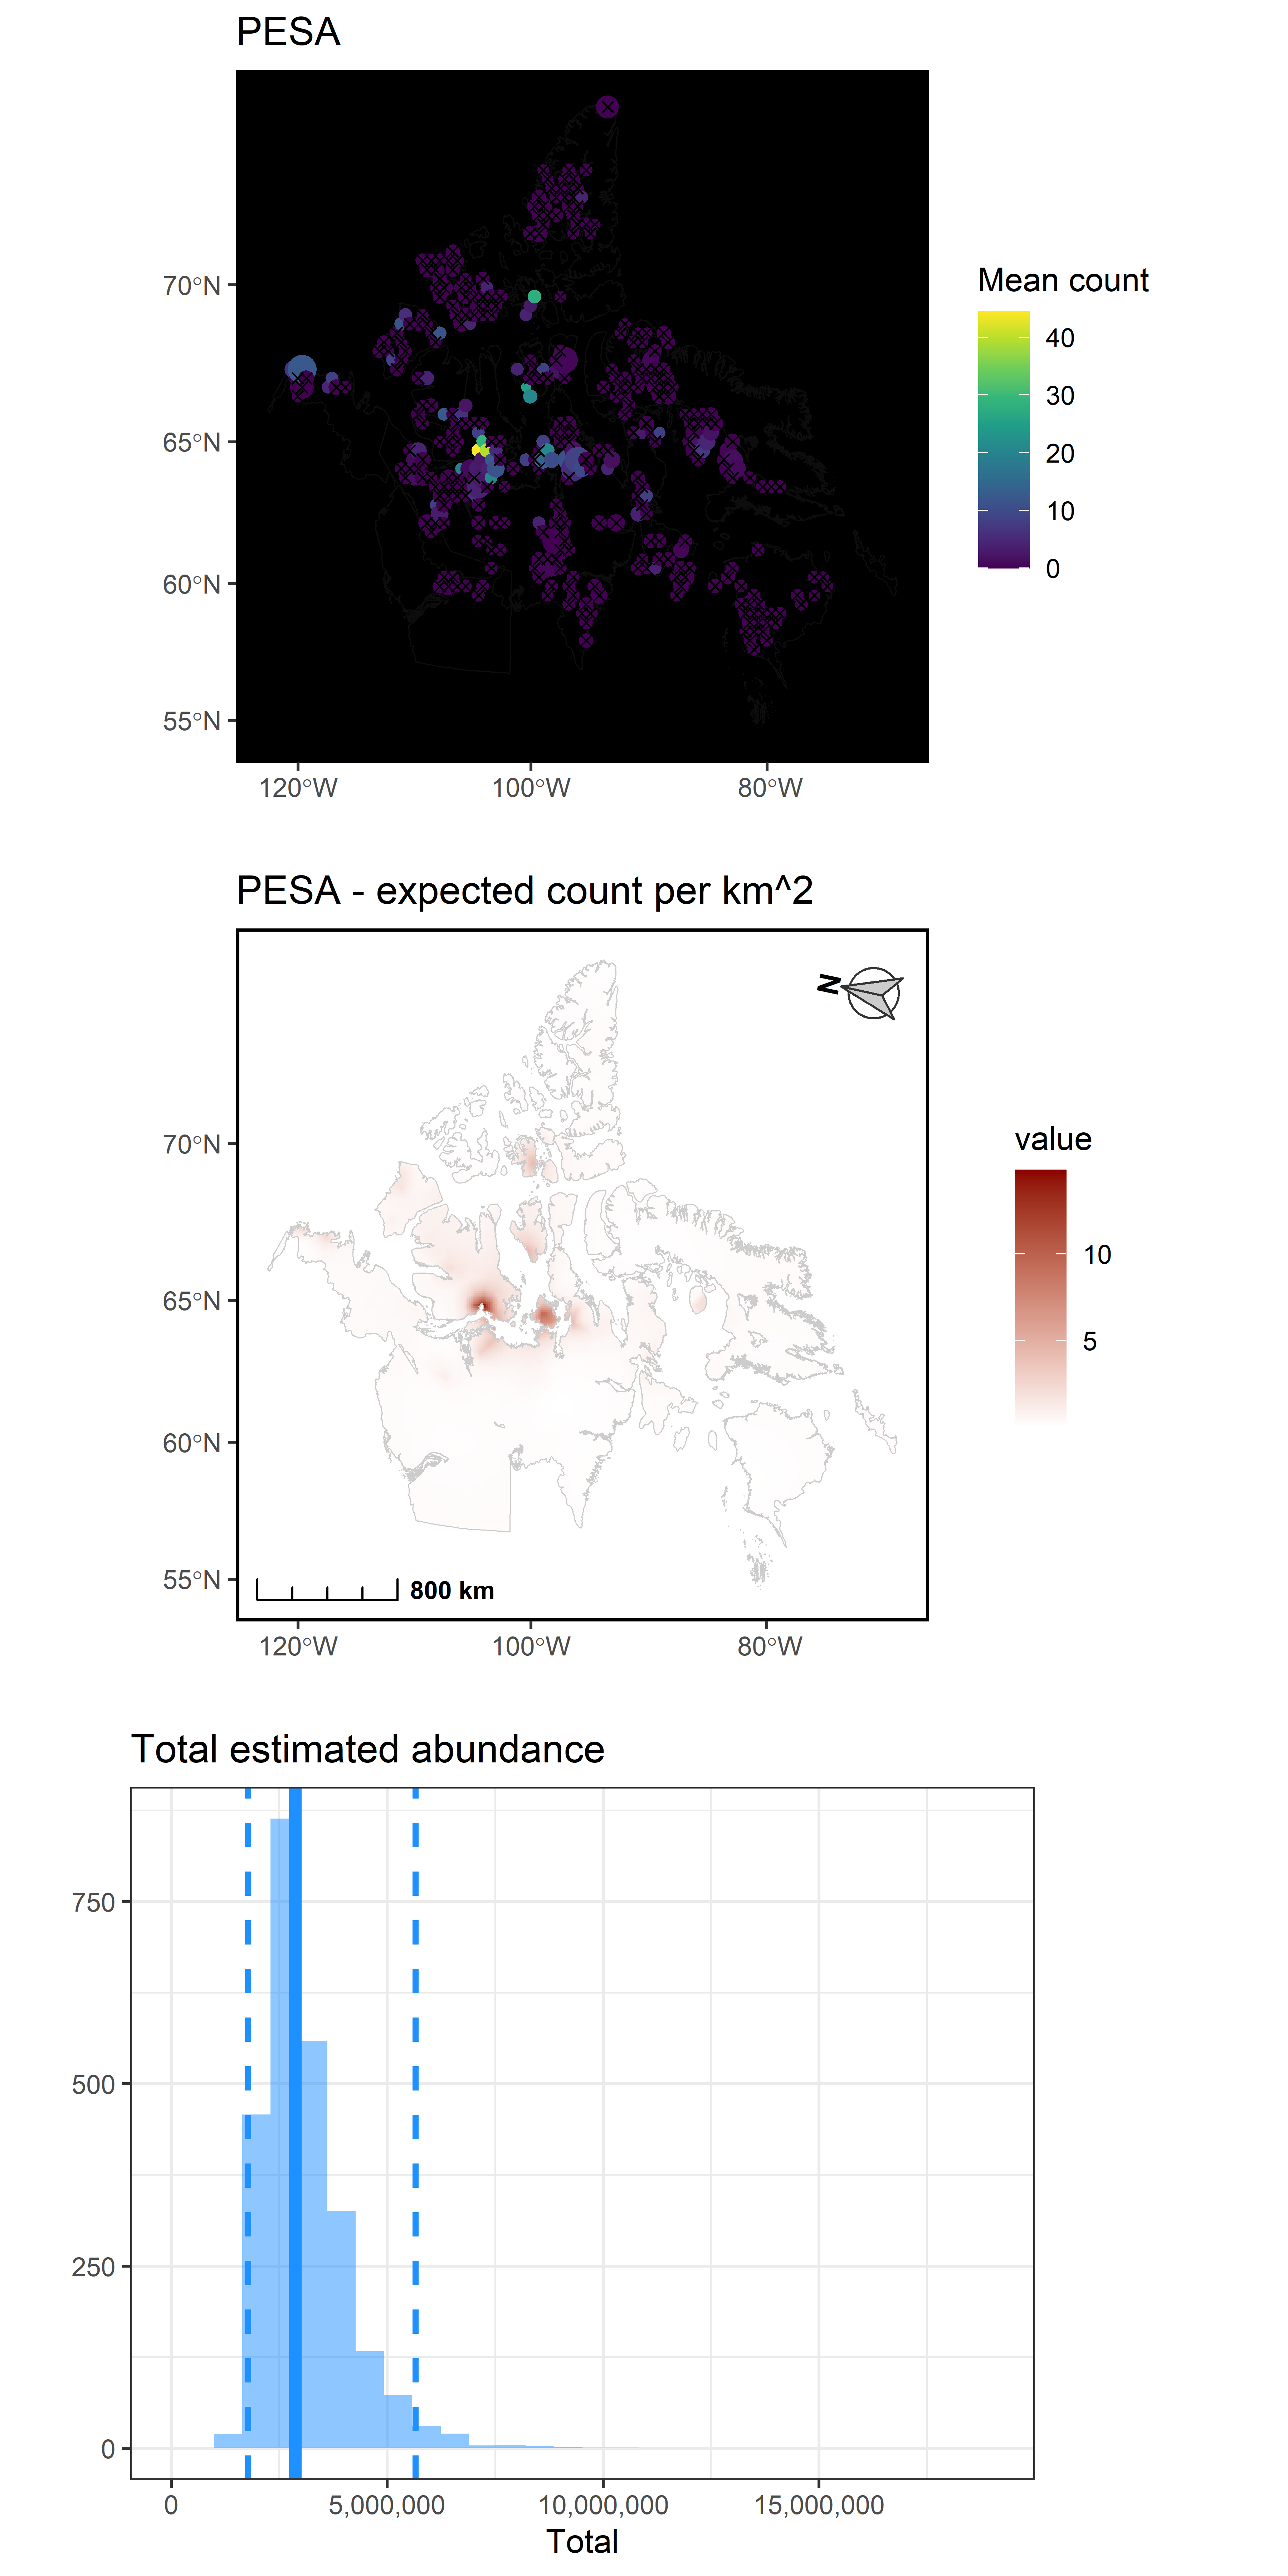 PESA
70°N
65°N
60°N
55°N
120°W 100°W 80°W
Mean count
40
30
20
10
0
PESA - expected count per km^2
N
70°N
65°N
60°N
55°N
800 km
120°W 100°W 80°W
value
10
5
Total estimated abundance
750
500
250
0
0 5,000,000 10,000,000 15,000,000
Total